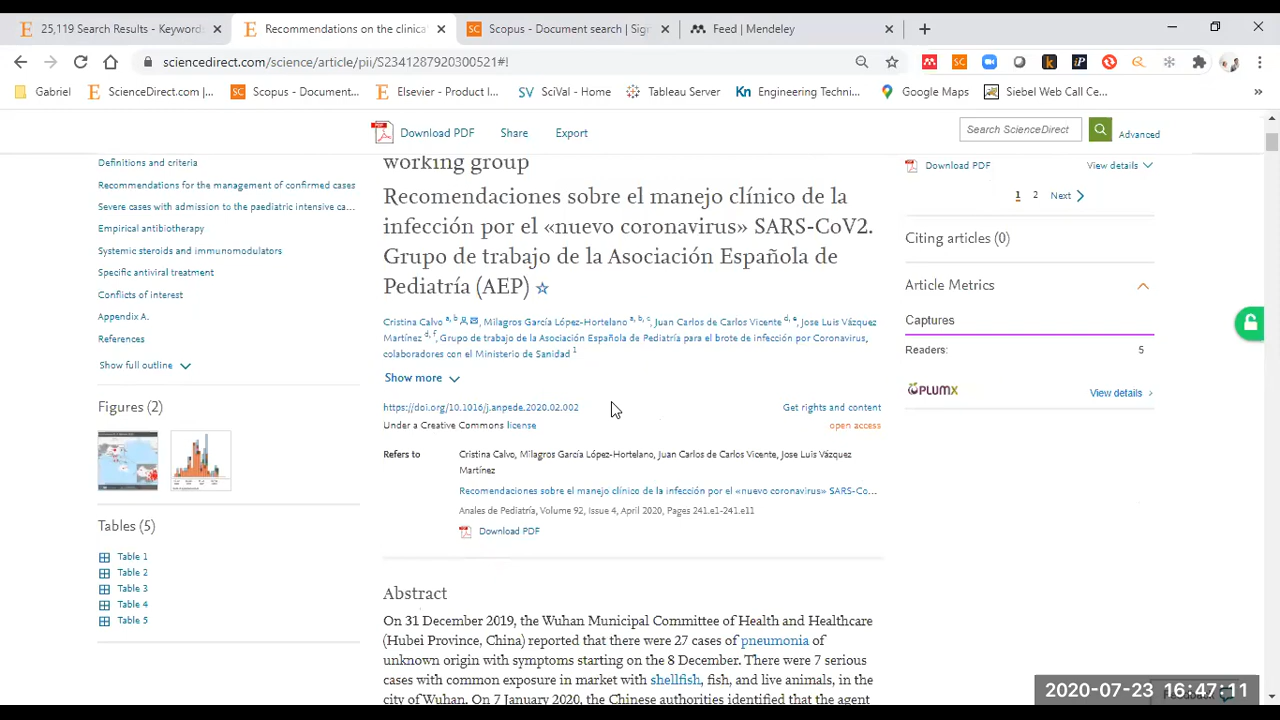 25,119 Search Results - Keywords
Recommendations on the clinica
Scopus - Document search | Sig
Feed | Mendeley
sciencedirect.com/science/article/pii/S2341287920300521#!
Gabriel
ScienceDirect.com |...
Scopus - Document...
Elsevier - Product I...
SciVal - Home
Tableau Server
Kn Engineering Techni...
Google Maps
Siebel Web Call Ce...
»
Download PDF
Share
Export
Search ScienceDirect
Advanced
Definitions and criteria
Recommendations for the management of confirmed cases
Severe cases with admission to the paediatric intensive ca...
Empirical antibiotherapy
Systemic steroids and immunomodulators
Specific antiviral treatment
Conflicts of interest
Appendix A.
References
Show full outline
Figures (2)
Tables (5)
Table 1
Table 2
Table 3
Table 4
Table 5
working group
Recomendaciones sobre el manejo clínico de la
infección por el «nuevo coronavirus» SARS-CoV2.
Grupo de trabajo de la Asociación Española de
Pediatría (AEP)
Cristina Calvo a, b, Milagros García López-Hortelano a, b, c, Juan Carlos de Carlos Vicente d, e, Jose Luis Vázquez
Martínez d, f, Grupo de trabajo de la Asociación Española de Pediatría para el brote de infección por Coronavirus,
colaboradores con el Ministerio de Sanidad 1
Show more
https://doi.org/10.1016/j.anpede.2020.02.002
Get rights and content
Under a Creative Commons license
open access
Refers to
Cristina Calvo, Milagros García López-Hortelano, Juan Carlos de Carlos Vicente, Jose Luis Vázquez
Martínez
Recomendaciones sobre el manejo clínico de la infección por el «nuevo coronavirus» SARS-Co...
Anales de Pediatría, Volume 92, Issue 4, April 2020, Pages 241.e1-241.e11
Download PDF
Abstract
On 31 December 2019, the Wuhan Municipal Committee of Health and Healthcare
(Hubei Province, China) reported that there were 27 cases of pneumonia of
unknown origin with symptoms starting on the 8 December. There were 7 serious
cases with common exposure in market with shellfish, fish, and live animals, in the
city of Wuhan. On 7 January 2020, the Chinese authorities identified that the agent
Download PDF
View details
1 2 Next
Citing articles (0)
Article Metrics
Captures
Readers: 5
PLUMX
View details
2020-07-23 16:47:11